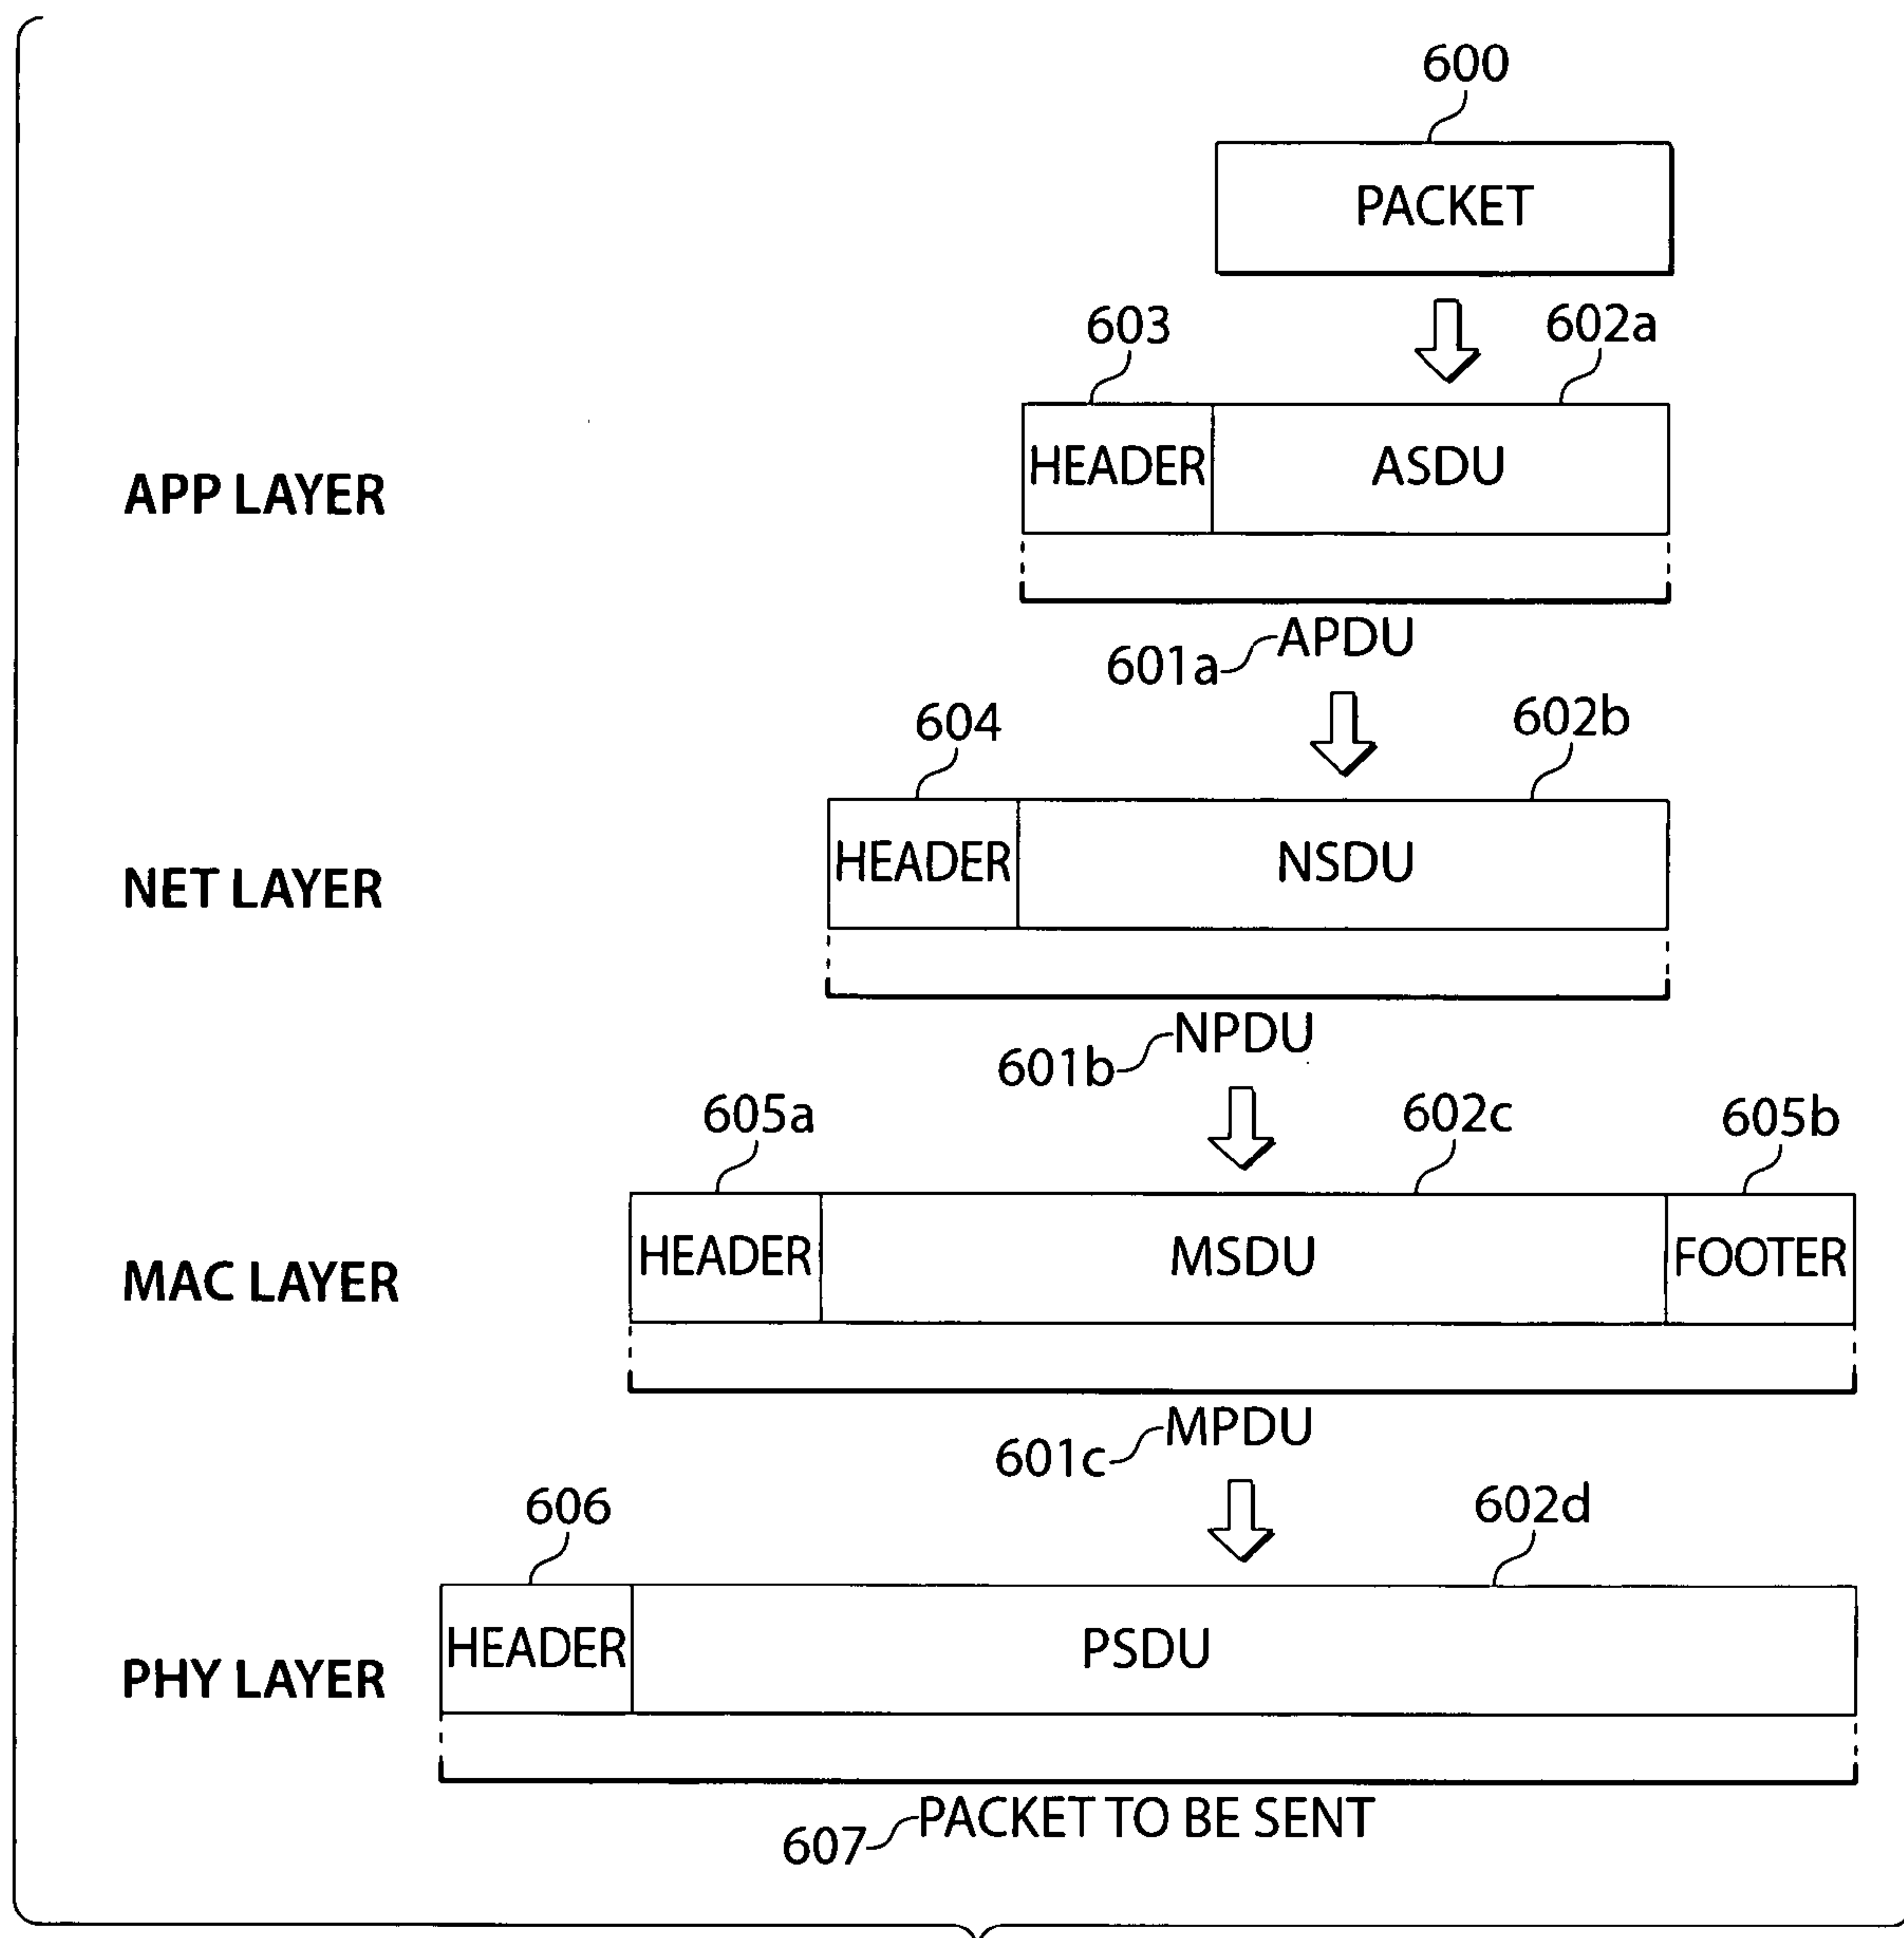 600
PACKET
603
602a
HEADER
ASDU
APP LAYER
APDU
601a
604
602b
HEADER
NSDU
NET LAYER
NPDU
601b
605a
602c
605b
HEADER
MSDU
FOOTER
MAC LAYER
MPDU
601c
606
602d
HEADER
PSDU
PHY LAYER
PACKET TO BE SENT
607